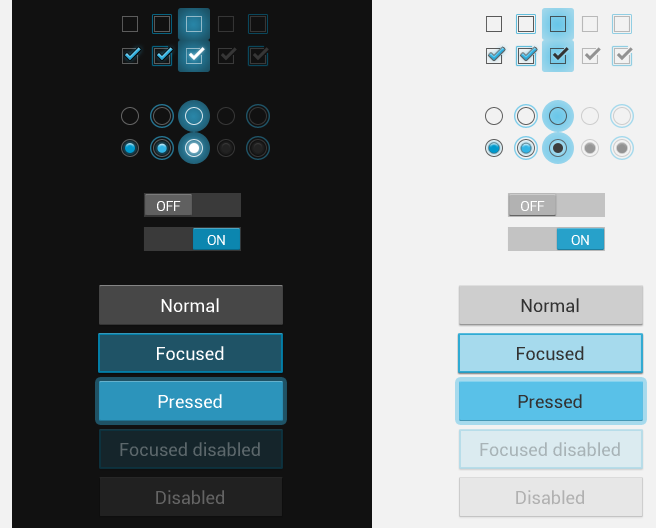 OFF
ON
Normal
Focused
Pressed
Focused disabled
Disabled
OFF
ON
Normal
Focused
Pressed
Focused disabled
Disabled